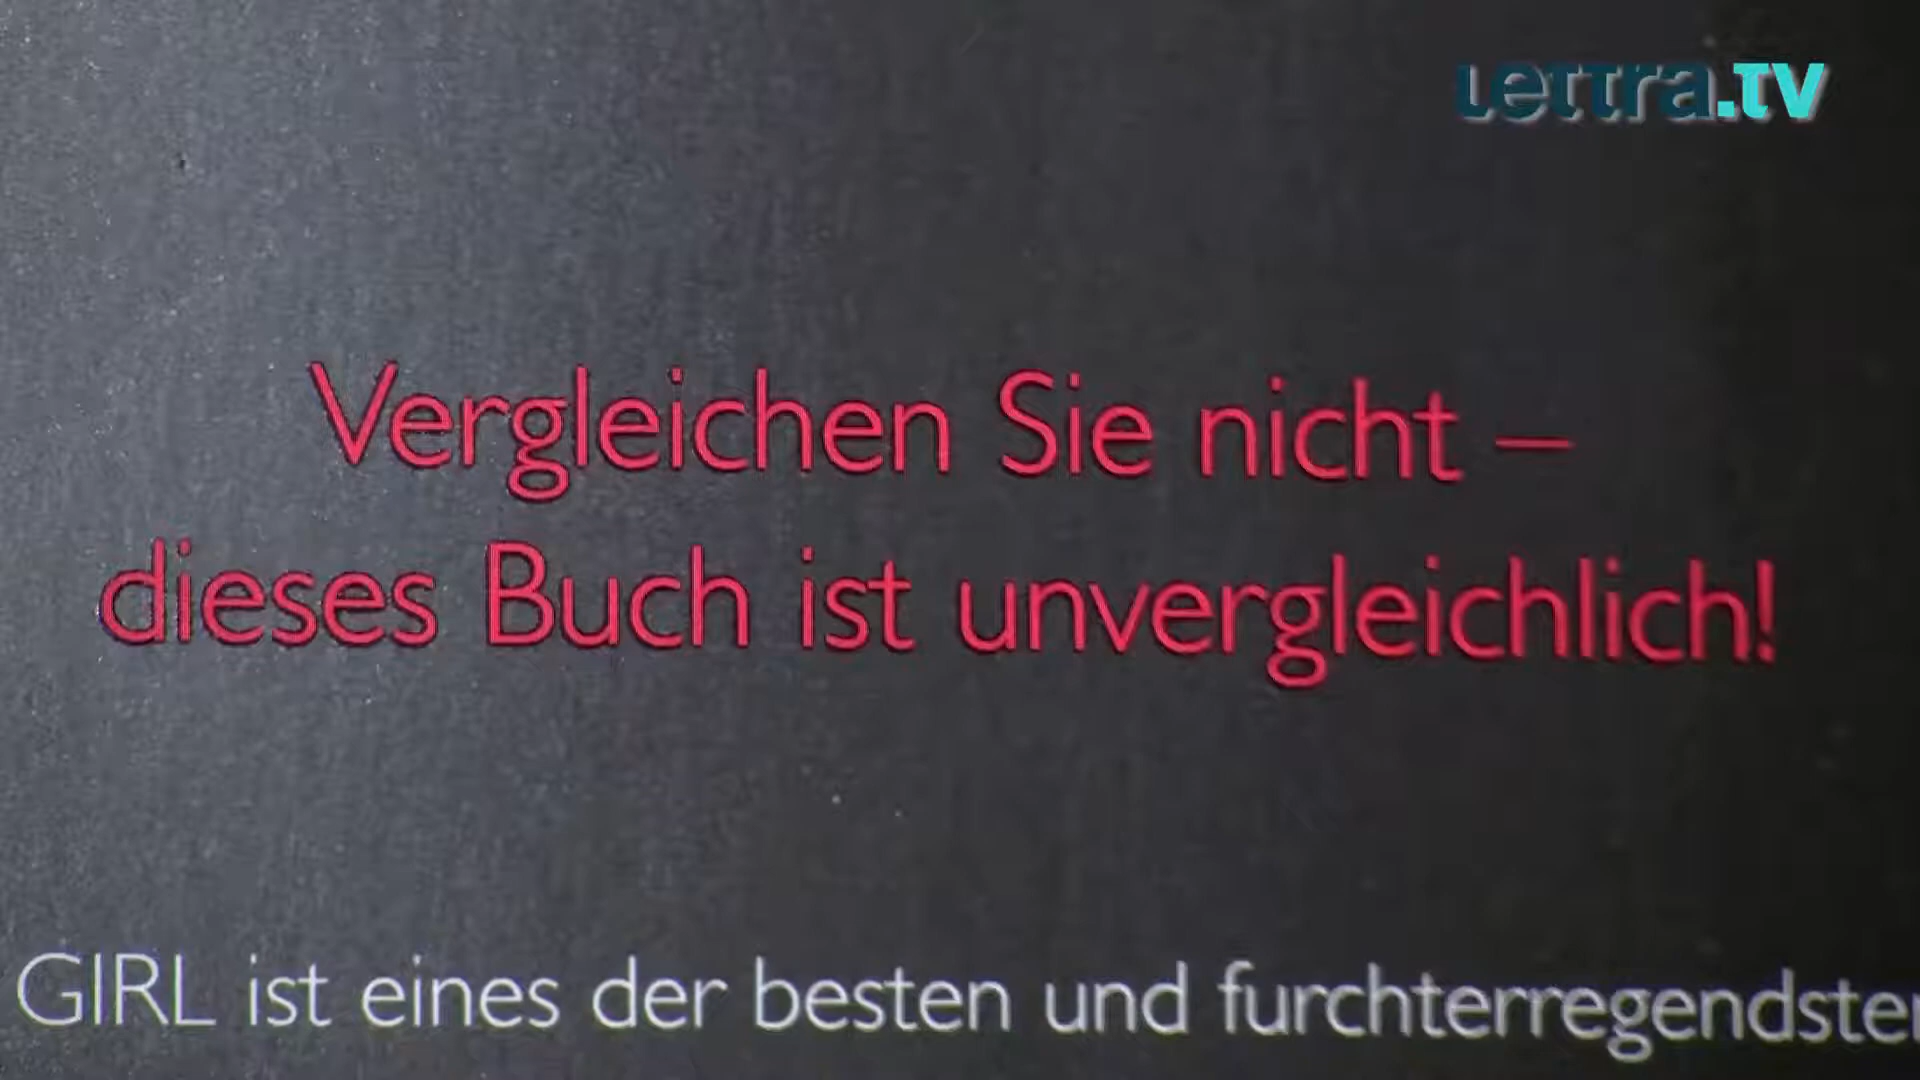 Lettra.TV
Vergleichen Sie nicht –
dieses Buch ist unvergleichlich!
GIRL ist eines der besten und furchterregendsten